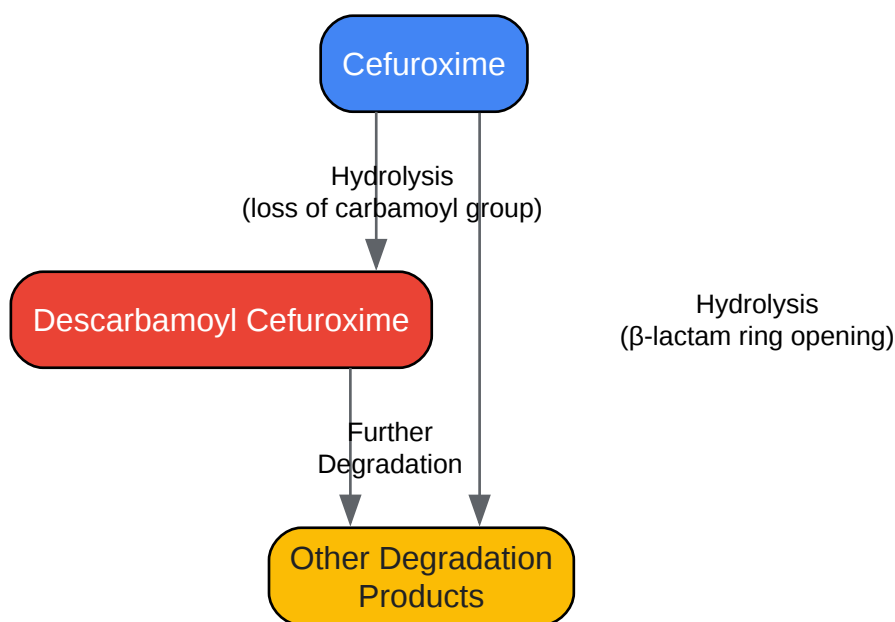 Cefuroxime
Hydrolysis
(loss of carbamoyl group)
Descarbamoyl Cefuroxime
Hydrolysis
(β-lactam ring opening)
Further
Degradation
Other Degradation
Products